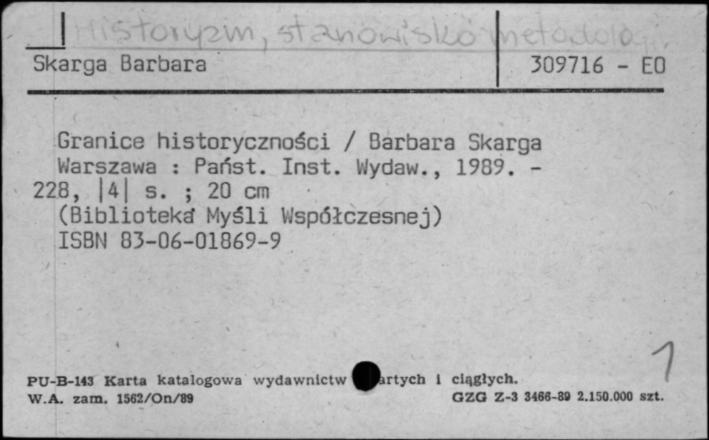 Historyzm, stanowisko metodolog.
Skarga Barbara 309716 - EO
Granice historyczności / Barbara Skarga
Warszawa : Państ. Inst. Wydaw., 1989. -
228, |4| s. ; 20 cm
(Biblioteka Myśli Współczesnej)
ISBN 83-06-01869-9
1
PU-B-143 Karta katalogowa wydawnictw artych i ciągłych.
W.A. zam. 1562/On/89 GZG Z-3 3466-89 2.150.000 szt.